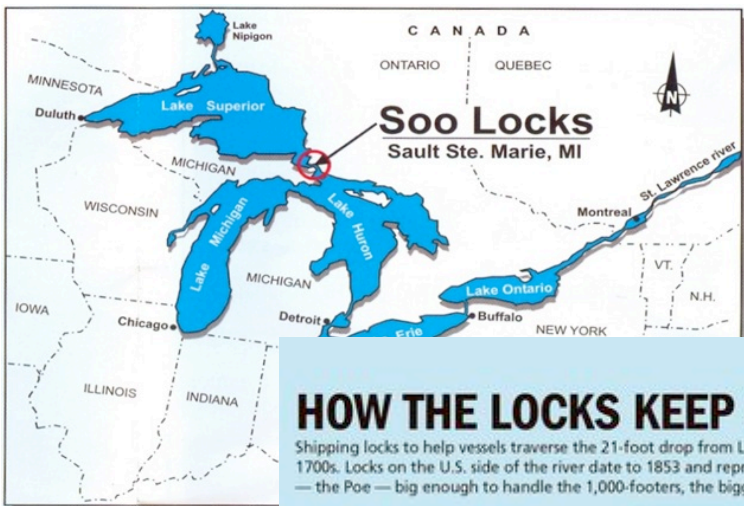 Lake
Nipigon
CANADA
ONTARIO
QUEBEC
MINNESOTA
Lake Superior
N
Duluth
Soo Locks
Sault Ste. Marie, MI
MICHIGAN
St. Lawrence river
WISCONSIN
Lake Michigan
Lake Huron
Montreal
MICHIGAN
Lake Ontario
VT.
N.H.
IOWA
Chicago
Detroit
Erie
Buffalo
NEW YORK
ILLINOIS
INDIANA
HOW THE LOCKS KEEP
Shipping locks to help vessels traverse the 21-foot drop from L
1700s. Locks on the U.S. side of the river date to 1853 and repr
— the Poe — big enough to handle the 1,000-footers, the bigg